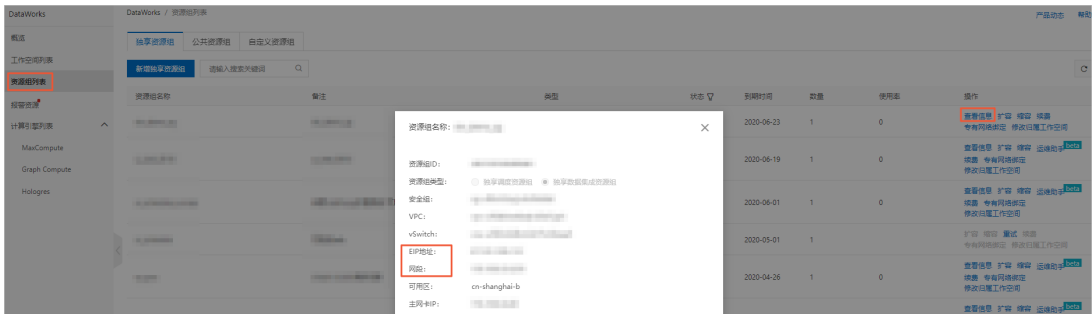 DataWorks
DataWorks / 资源组列表
产品动态 帮助
概览
独享资源组 公共资源组 自定义资源组
工作空间列表
新增独享资源组 请输入搜索关键词
资源组列表
报警资源
资源组名称 备注 类型 状态 到期时间 数量 使用率 操作
计算引擎列表
MaxCompute
Graph Compute
Hologres
资源组名称:
资源组ID:
资源组类型: 独享调度资源组 独享数据集成资源组
安全组:
VPC:
vSwitch:
EIP地址:
网段:
可用区: cn-shanghai-b
主网卡IP:
2020-06-23 1 0 查看信息 扩容 缩容 续费
专有网络绑定 修改归属工作空间
2020-06-19 1 0 查看信息 扩容 缩容 运维助手 beta
续费 专有网络绑定
修改归属工作空间
2020-06-01 1 0 查看信息 扩容 缩容 运维助手 beta
续费 专有网络绑定
修改归属工作空间
2020-05-01 1 扩容 缩容 重试 续费
专有网络绑定 修改归属工作空间
2020-04-26 1 0 查看信息 扩容 缩容 运维助手 beta
续费 专有网络绑定
修改归属工作空间
查看信息 扩容 缩容 运维助手 beta